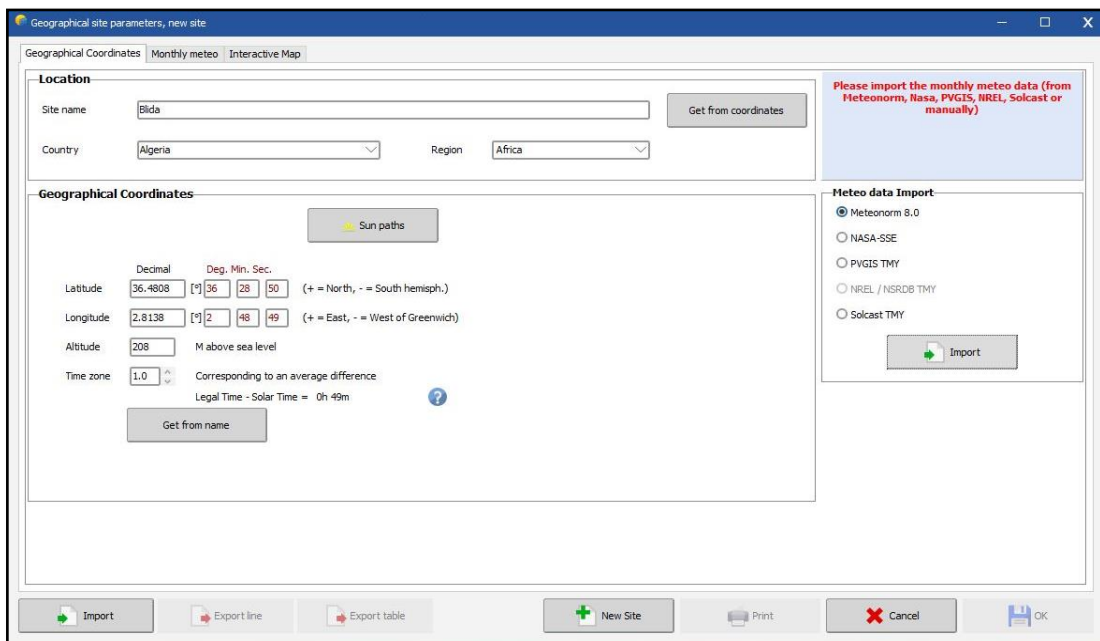 Geographical site parameters, new site
Geographical Coordinates Monthly meteo Interactive Map
Location
Site name Blida Get from coordinates
Country Algeria Region Africa
Please import the monthly meteo data (from
Meteonorm, Nasa, PVGIS, NREL, Solcast or
manually)
Geographical Coordinates
Sun paths
Decimal Deg. Min. Sec.
Latitude 36.4808 [°] 36 28 50 (+ = North, - = South hemisph.)
Longitude 2.8138 [°] 2 48 49 (+ = East, - = West of Greenwich)
Altitude 208 M above sea level
Time zone 1.0 Corresponding to an average difference
Legal Time - Solar Time = 0h 49m ?
Get from name
Meteo data Import
Meteonorm 8.0
NASA-SSE
PVGIS TMY
NREL / NSRDB TMY
Solcast TMY
Import
Import Export line Export table New Site Print Cancel OK